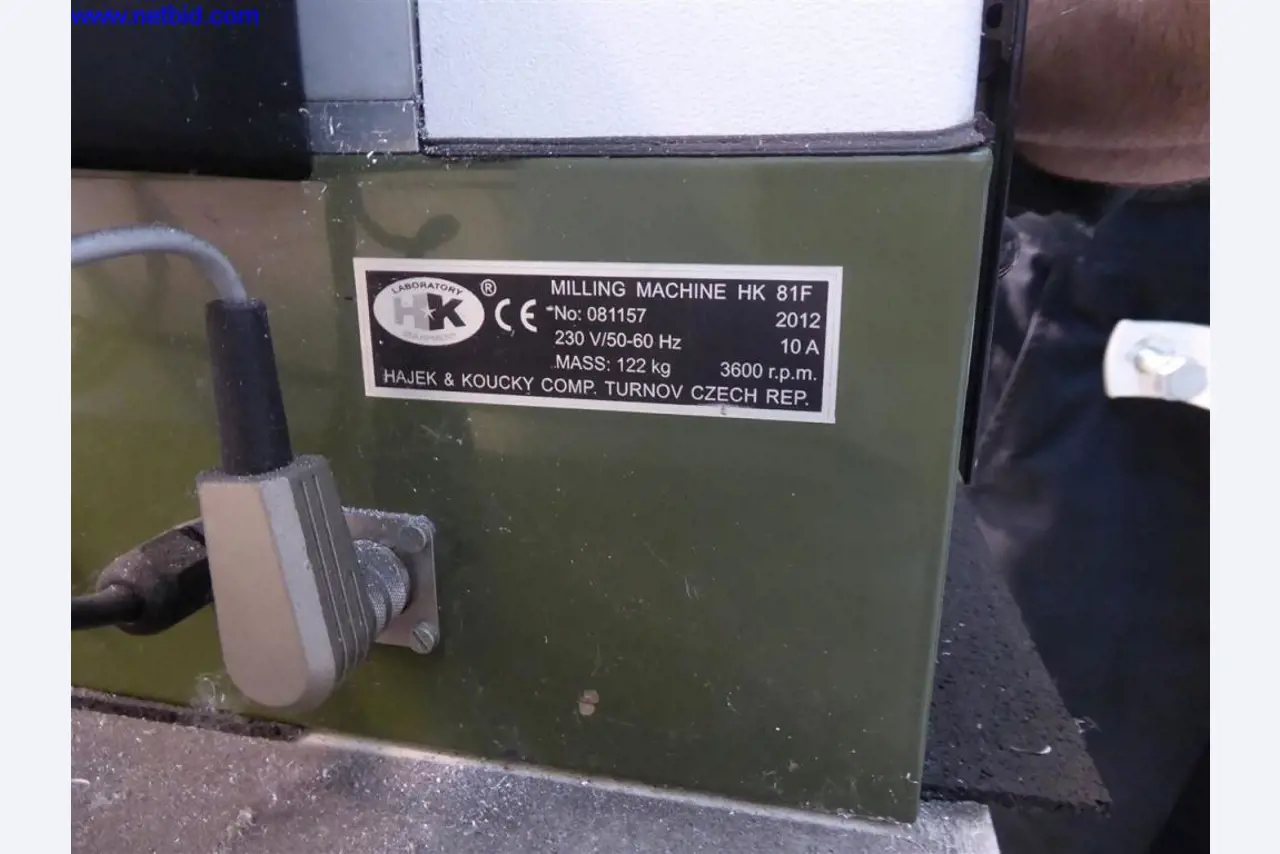 www.netbid.com
LABORATORY
HK
EQUIPMENT
®
CE
MILLING MACHINE HK 81F
No: 081157 2012
230 V/50-60 Hz 10 A
MASS: 122 kg 3600 r.p.m.
HAJEK & KOUCKY COMP. TURNOV CZECH REP.